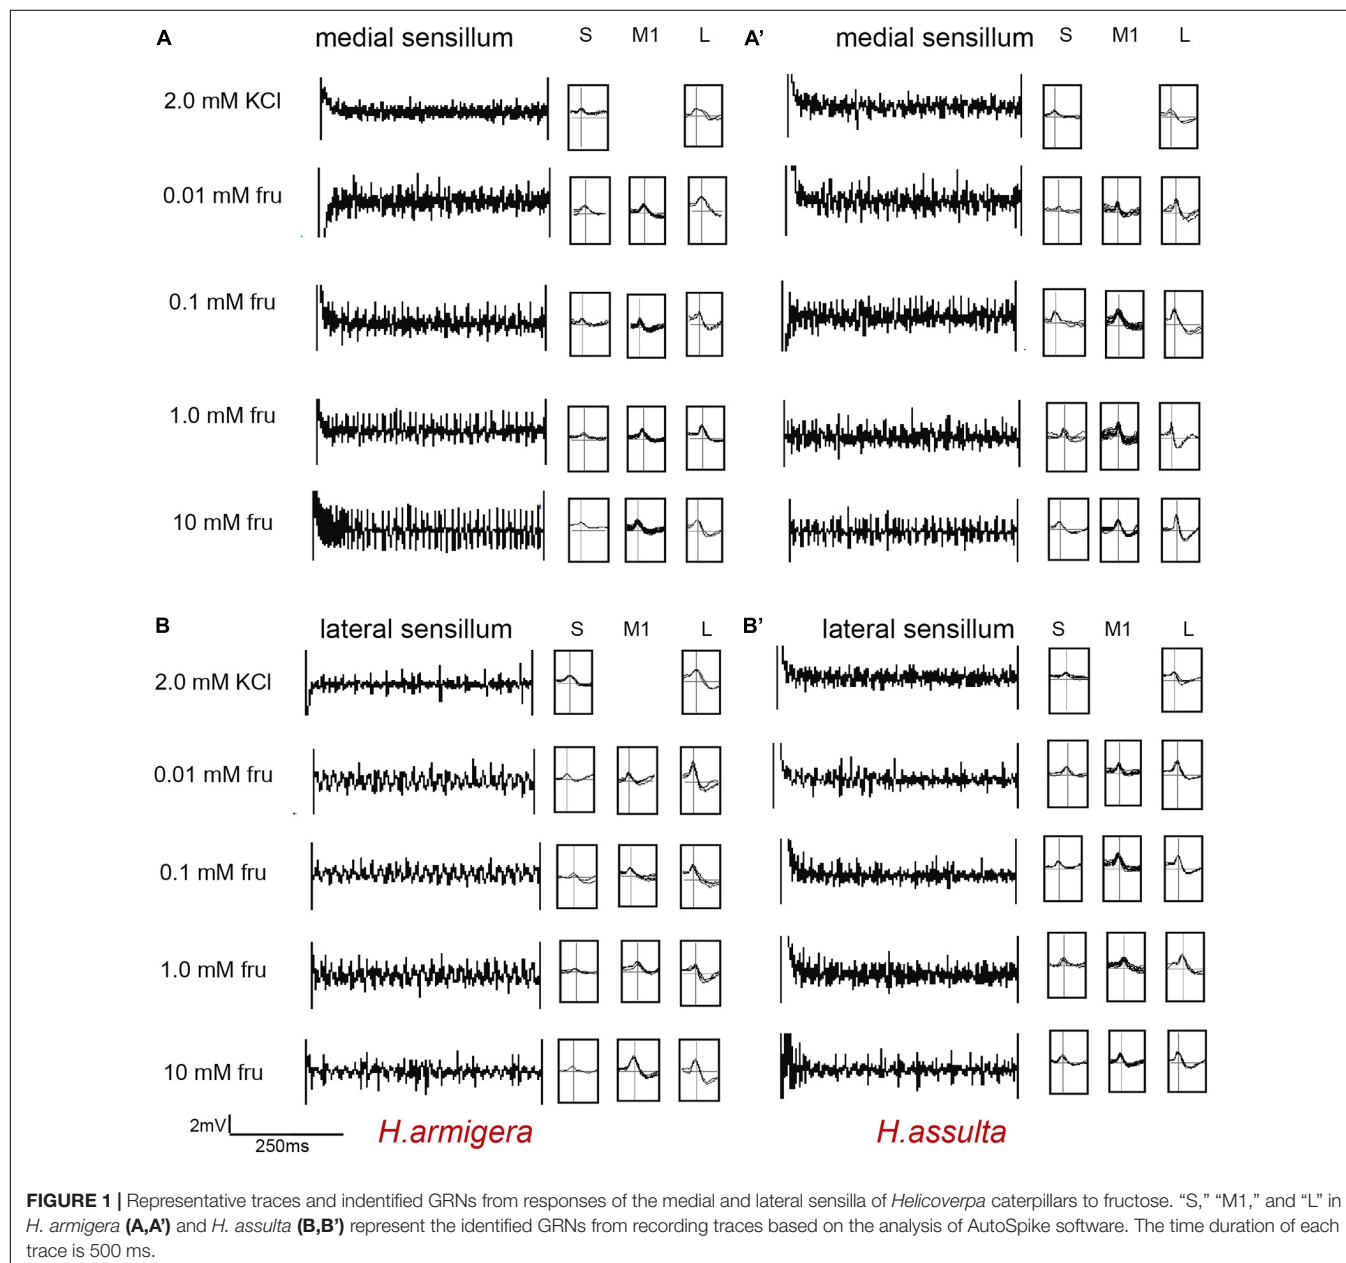 A medial sensillum S M1 L A’ medial sensillum S M1 L
2.0 mM KCl
0.01 mM fru
0.1 mM fru
1.0 mM fru
10 mM fru
B lateral sensillum S M1 L B’ lateral sensillum S M1 L
2.0 mM KCl
0.01 mM fru
0.1 mM fru
1.0 mM fru
10 mM fru
2mV
250ms
H.armigera H.assulta
FIGURE 1 | Representative traces and indentified GRNs from responses of the medial and lateral sensilla of Helicoverpa caterpillars to fructose. “S,” “M1,” and “L” in
H. armigera (A,A’) and H. assulta (B,B’) represent the identified GRNs from recording traces based on the analysis of AutoSpike software. The time duration of each
trace is 500 ms.